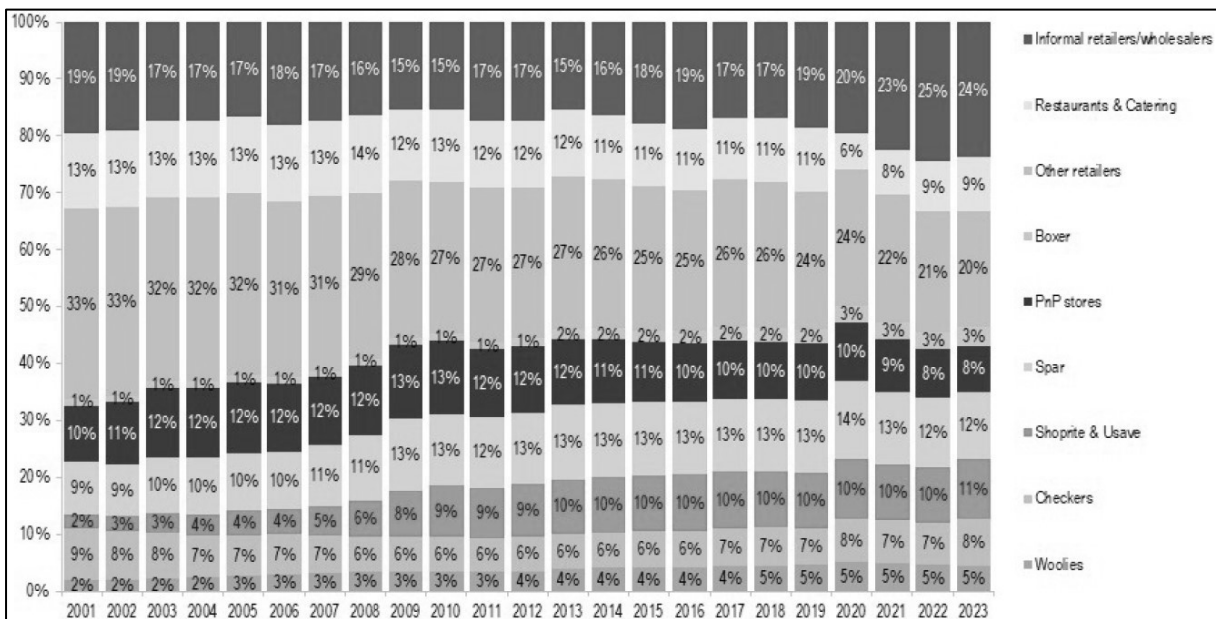 100%
90%
80%
70%
60%
50%
40%
30%
20%
10%
0%
19% 19% 17% 17% 17% 18% 17% 16% 15% 15% 17% 17% 15% 16% 18% 19% 17% 17% 19% 20% 23% 25% 24%
13% 13% 13% 13% 13% 13% 13% 14% 12% 13% 12% 12% 12% 11% 11% 11% 11% 11% 11% 6% 8% 9% 9%
33% 33% 32% 32% 32% 31% 31% 29% 28% 27% 27% 27% 27% 26% 25% 25% 26% 26% 24% 24% 22% 21% 20%
1% 1% 1% 1% 1% 1% 1% 1% 1% 1% 1% 1% 2% 2% 2% 2% 2% 2% 2% 3% 3% 3% 3%
10% 11% 12% 12% 12% 12% 12% 12% 13% 13% 12% 12% 12% 11% 11% 10% 10% 10% 10% 10% 9% 8% 8%
9% 9% 10% 10% 10% 10% 11% 11% 13% 13% 12% 13% 13% 13% 13% 13% 13% 13% 13% 14% 13% 12% 12%
2% 3% 3% 4% 4% 4% 5% 6% 8% 9% 9% 9% 10% 10% 10% 10% 10% 10% 10% 10% 10% 10% 11%
9% 8% 8% 7% 7% 7% 7% 6% 6% 6% 6% 6% 6% 6% 6% 6% 7% 7% 7% 8% 7% 7% 8%
2% 2% 2% 2% 3% 3% 3% 3% 3% 3% 3% 4% 4% 4% 4% 4% 4% 5% 5% 5% 5% 5% 5%
2001 2002 2003 2004 2005 2006 2007 2008 2009 2010 2011 2012 2013 2014 2015 2016 2017 2018 2019 2020 2021 2022 2023
Informal retailers/wholesalers
Restaurants & Catering
Other retailers
Boxer
PnP stores
Spar
Shoprite & Usave
Checkers
Woolies